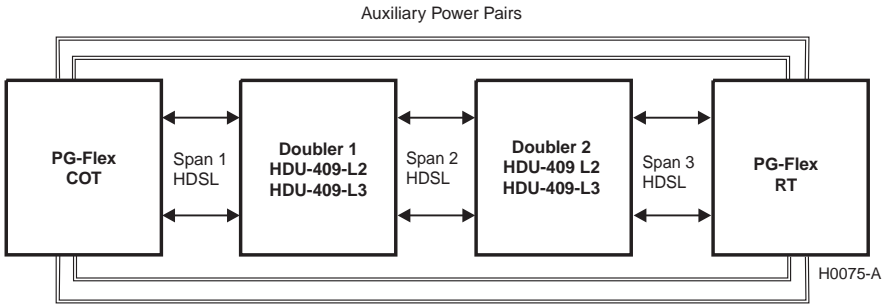 Auxiliary Power Pairs
PG-Flex
COT
Span 1
HDSL
Doubler 1
HDU-409-L2
HDU-409-L3
Span 2
HDSL
Doubler 2
HDU-409 L2
HDU-409-L3
Span 3
HDSL
PG-Flex
RT
H0075-A